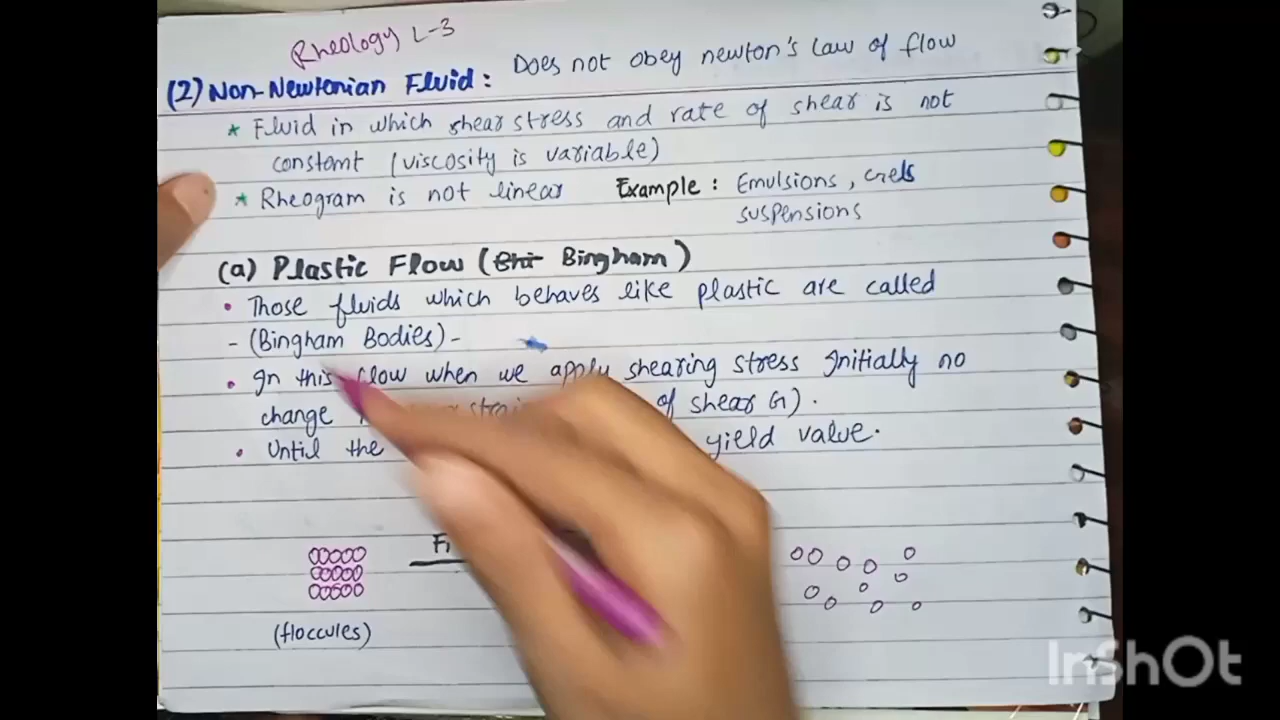 Rheology L-3
(2) Non-Newtonian Fluid: Does not obey newton's law of flow
* Fluid in which shear stress and rate of shear is not
constant (viscosity is variable)
* Rheogram is not linear Example: Emulsions, Gels
suspensions
(a) Plastic Flow (Bingham)
• Those fluids which behaves like plastic are called
- (Bingham Bodies) -
• In this flow when we apply shearing stress Initially no
change of shear G).
• Until the yield value.
(floccules)
InShOt